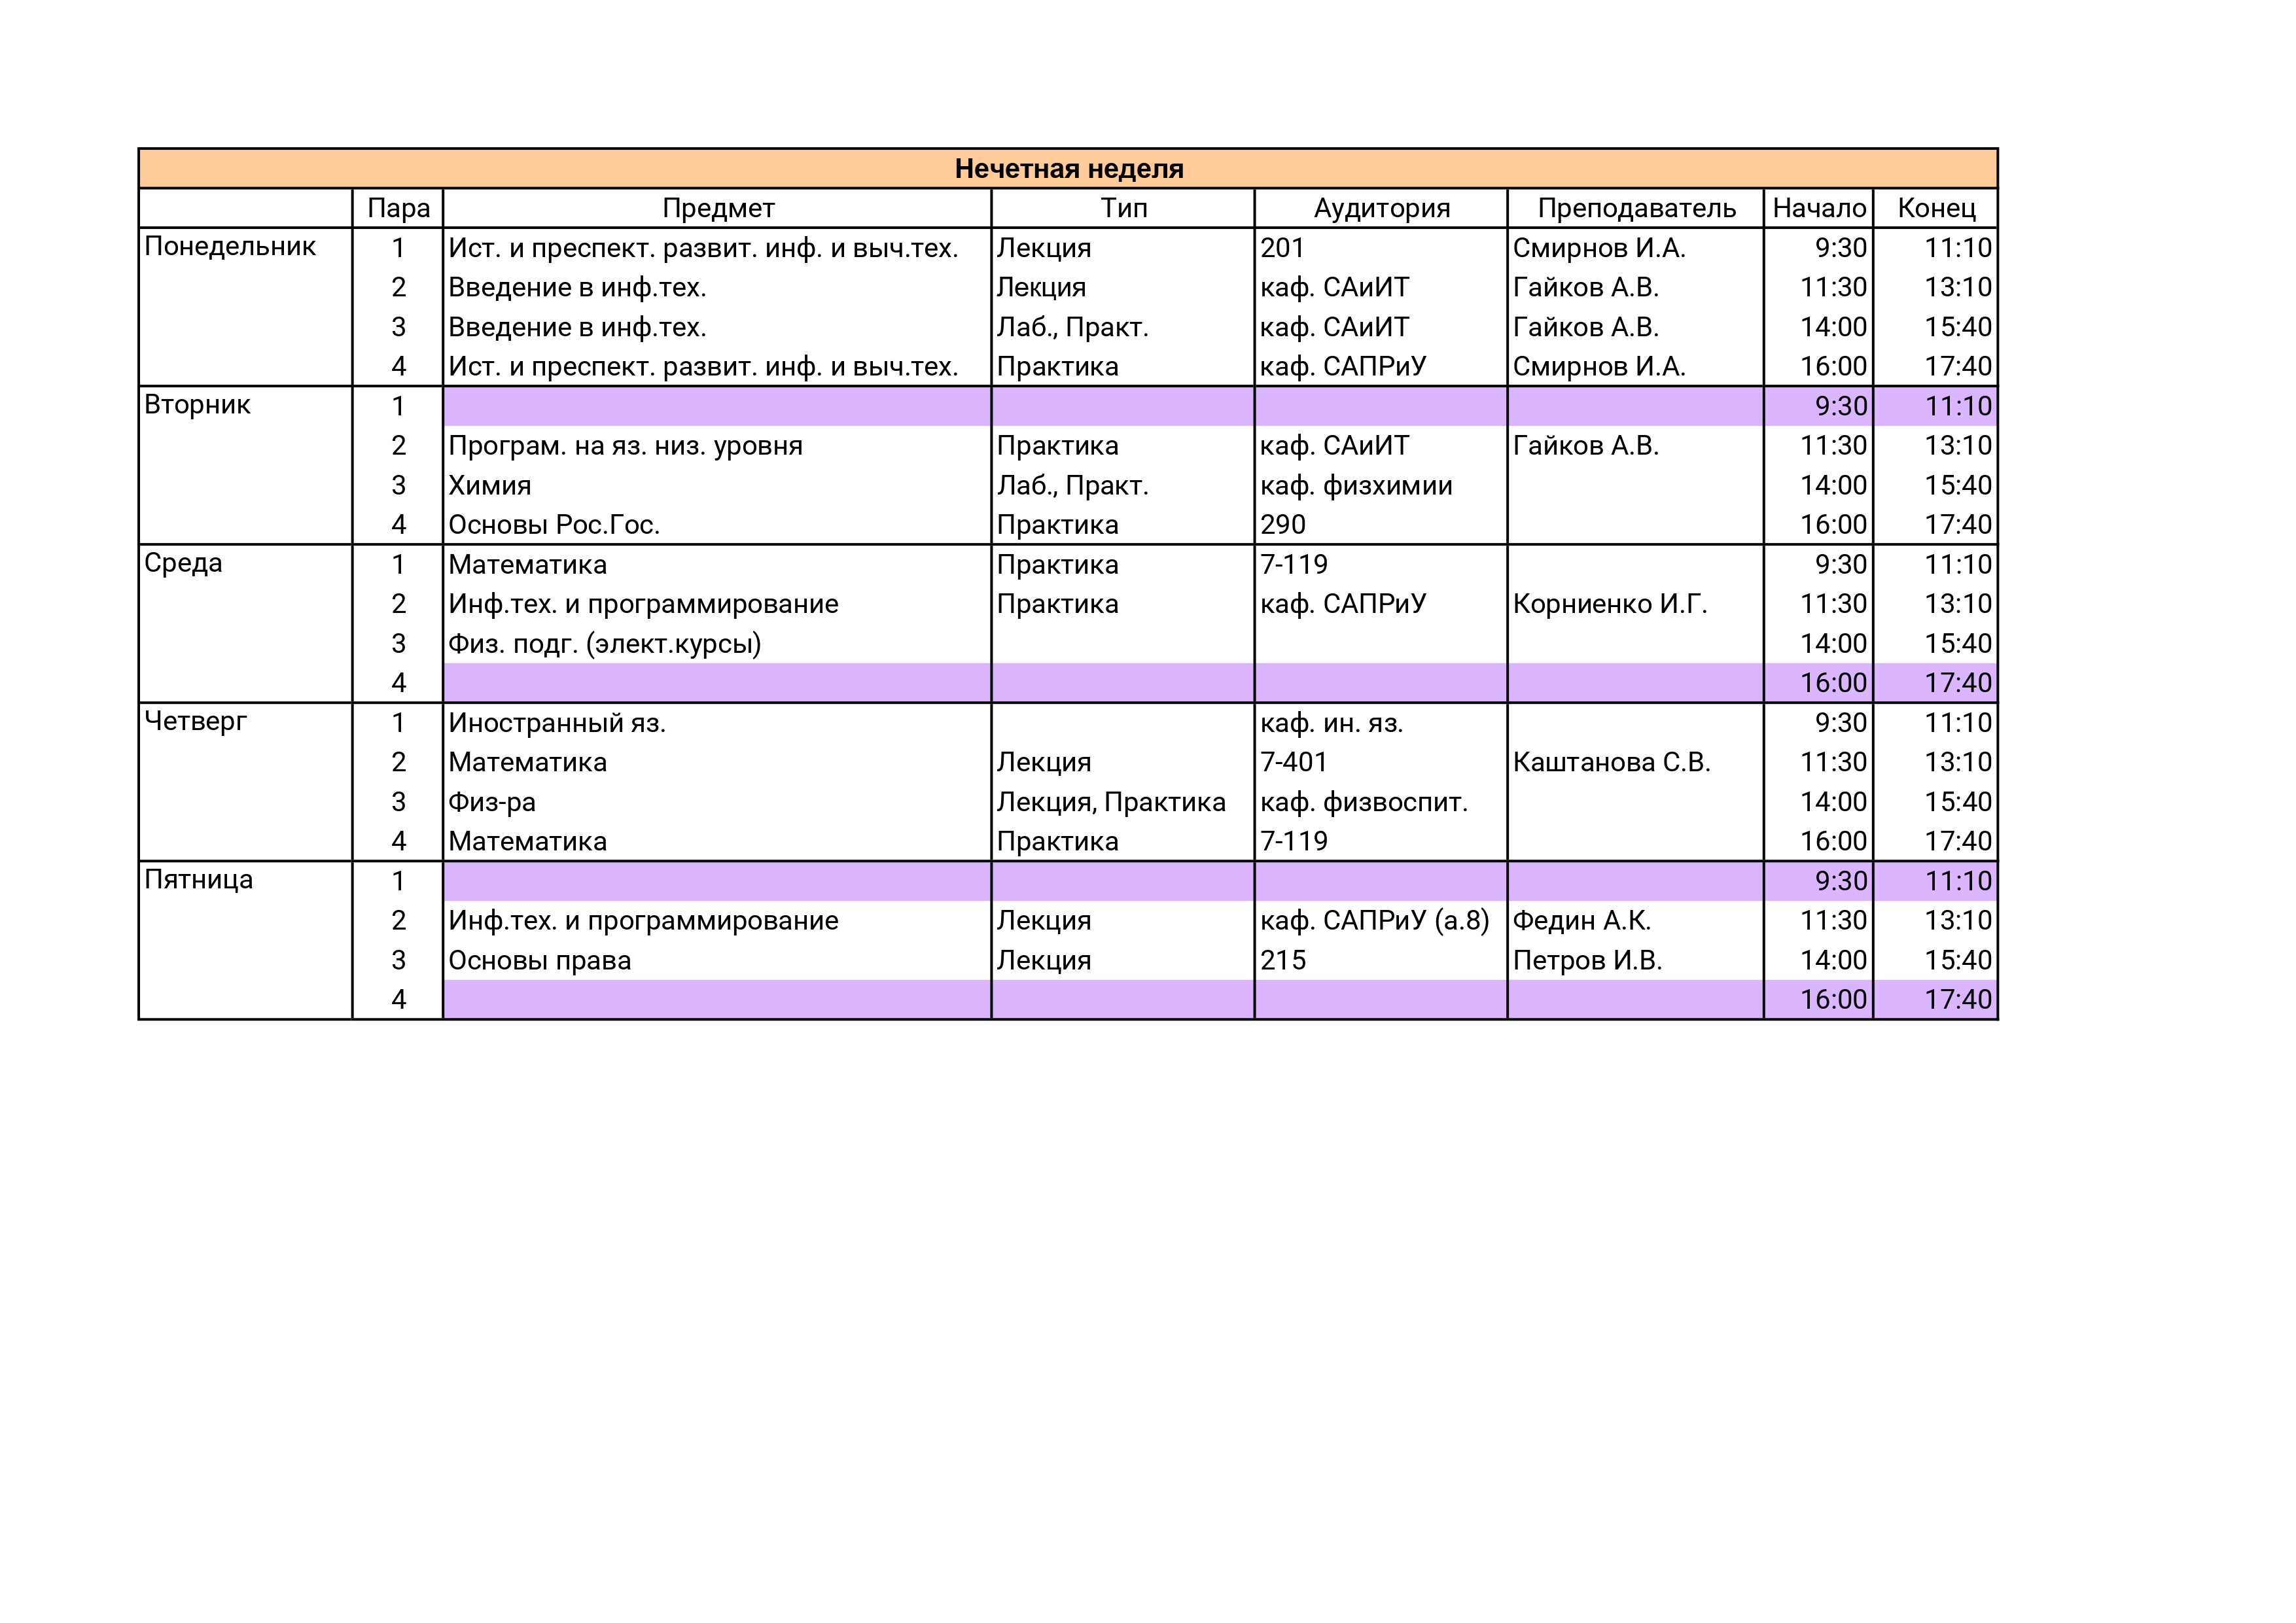 Нечетная неделя
Пара Предмет Тип Аудитория Преподаватель Начало Конец
Понедельник 1 Ист. и преспект. развит. инф. и выч.тех. Лекция 201 Смирнов И.А. 9:30 11:10
2 Введение в инф.тех. Лекция каф. САиИТ Гайков А.В. 11:30 13:10
3 Введение в инф.тех. Лаб., Практ. каф. САиИТ Гайков А.В. 14:00 15:40
4 Ист. и преспект. развит. инф. и выч.тех. Практика каф. САПРиУ Смирнов И.А. 16:00 17:40
Вторник 1 9:30 11:10
2 Програм. на яз. низ. уровня Практика каф. САиИТ Гайков А.В. 11:30 13:10
3 Химия Лаб., Практ. каф. физхимии 14:00 15:40
4 Основы Рос.Гос. Практика 290 16:00 17:40
Среда 1 Математика Практика 7-119 9:30 11:10
2 Инф.тех. и программирование Практика каф. САПРиУ Корниенко И.Г. 11:30 13:10
3 Физ. подг. (элект.курсы) 14:00 15:40
4 16:00 17:40
Четверг 1 Иностранный яз. каф. ин. яз. 9:30 11:10
2 Математика Лекция 7-401 Каштанова С.В. 11:30 13:10
3 Физ-ра Лекция, Практика каф. физвоспит. 14:00 15:40
4 Математика Практика 7-119 16:00 17:40
Пятница 1 9:30 11:10
2 Инф.тех. и программирование Лекция каф. САПРиУ (а.8) Федин А.К. 11:30 13:10
3 Основы права Лекция 215 Петров И.В. 14:00 15:40
4 16:00 17:40